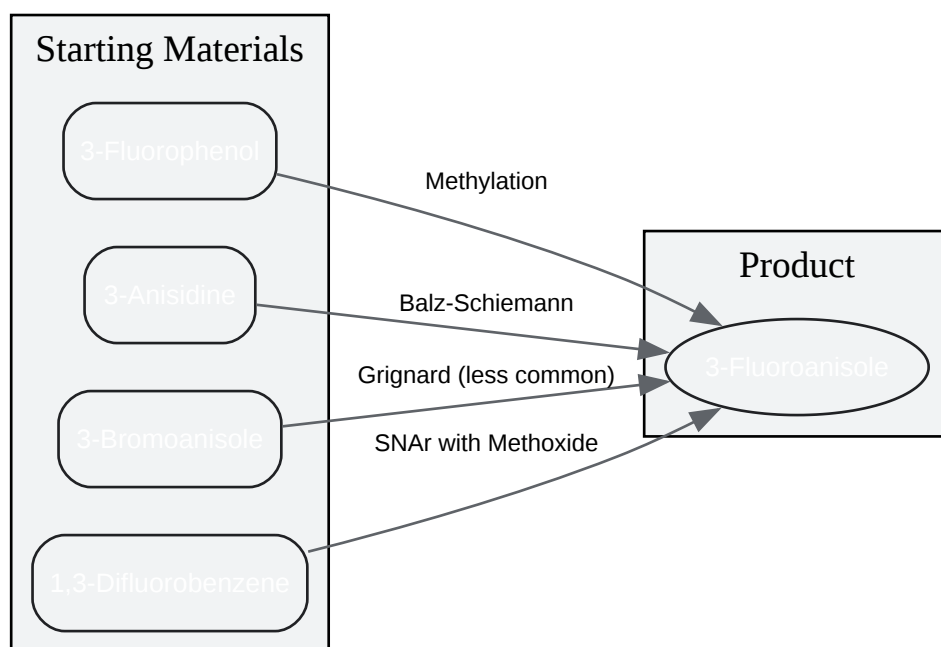 Starting Materials
3-Fluorophenol
Methylation
3-Anisidine
Balz-Schiemann
Product
3-Fluoroanisole
Grignard (less common)
3-Bromoanisole
SNAr with Methoxide
1,3-Difluorobenzene